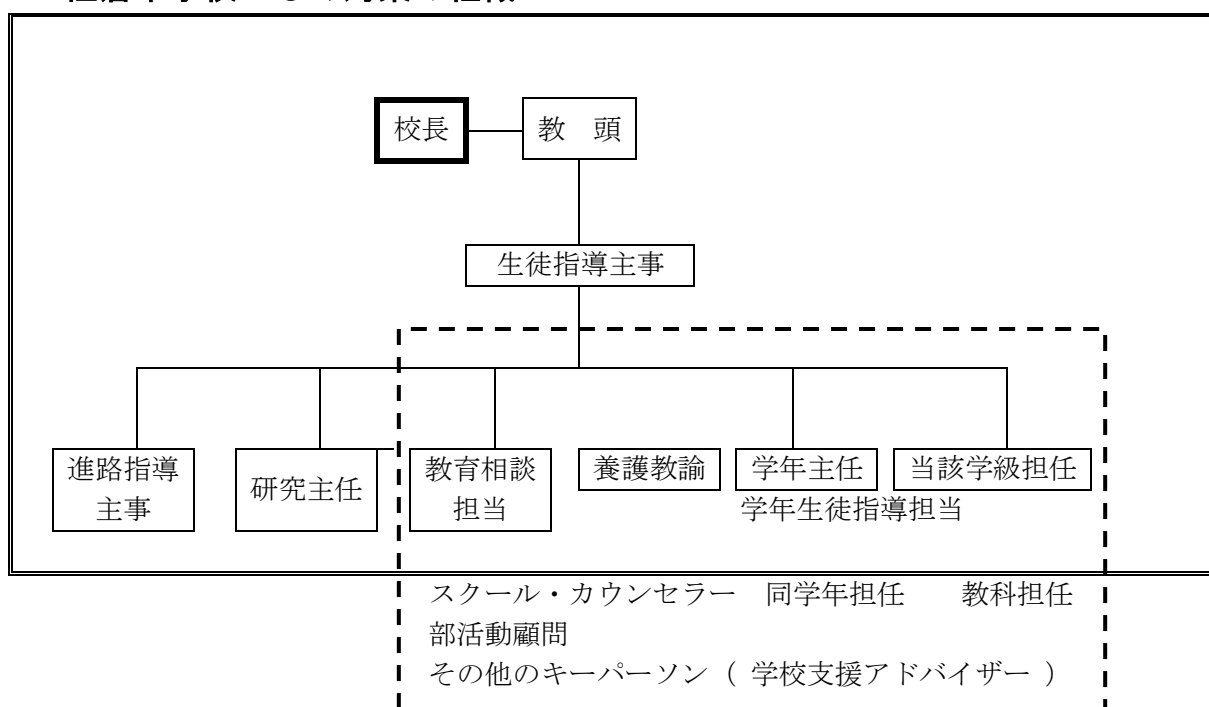 校長
教　頭
生徒指導主事
進路指導
主事
研究主任
教育相談
担当
養護教諭
学年主任
当該学級担任
学年生徒指導担当
スクール・カウンセラー　同学年担任　　教科担任
部活動顧問
その他のキーパーソン（ 学校支援アドバイザー ）